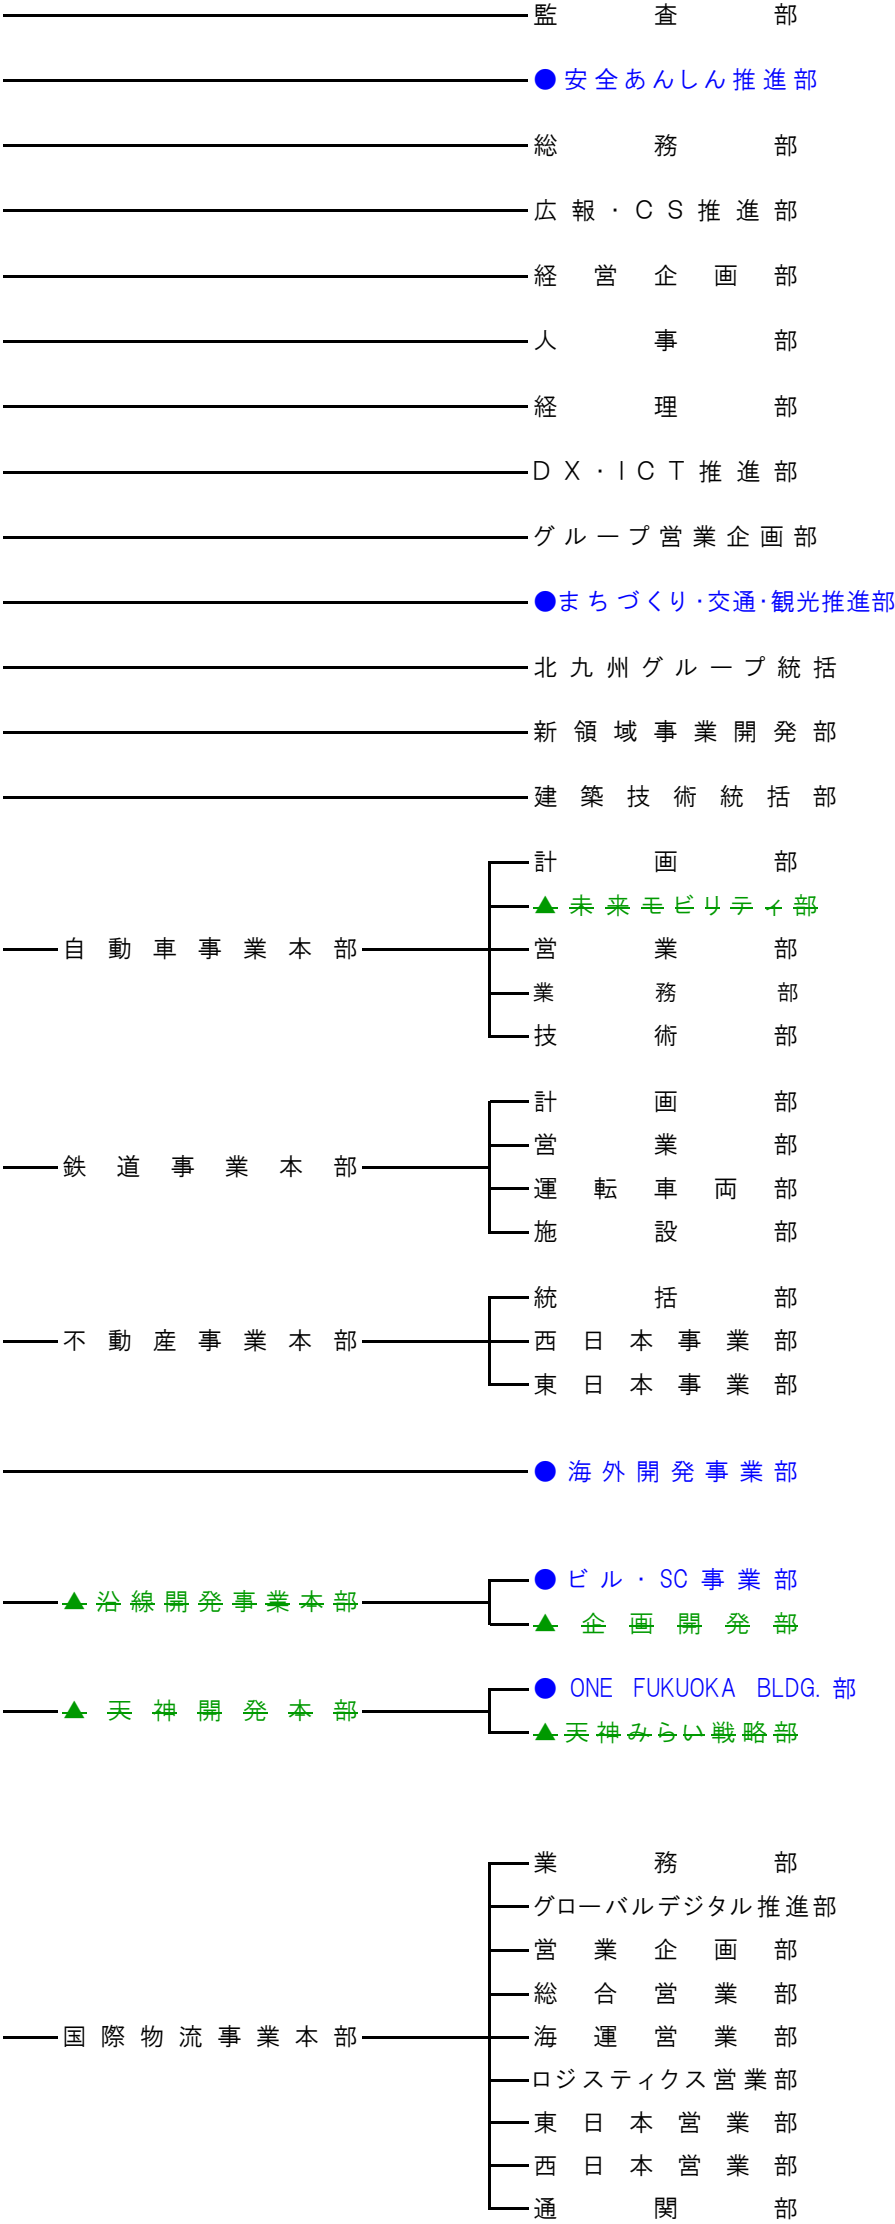 監査部
●安全あんしん推進部
総務部
広報・CS推進部
経営企画部
人事部
経理部
DX・ICT推進部
グループ営業企画部
●まちづくり・交通・観光推進部
北九州グループ統括
新領域事業開発部
建築技術統括部
自動車事業本部
計画部
▲未来モビリティ部
営業部
業務部
技術部
鉄道事業本部
計画部
営業部
運転車両部
施設部
不動産事業本部
統括部
西日本事業部
東日本事業部
●海外開発事業部
▲沿線開発事業本部
●ビル・SC事業部
▲企画開発部
▲天神開発本部
●ONE FUKUOKA BLDG.部
▲天神みらい戦略部
国際物流事業本部
業務部
グローバルデジタル推進部
営業企画部
総合営業部
海運営業部
ロジスティクス営業部
東日本営業部
西日本営業部
通関部